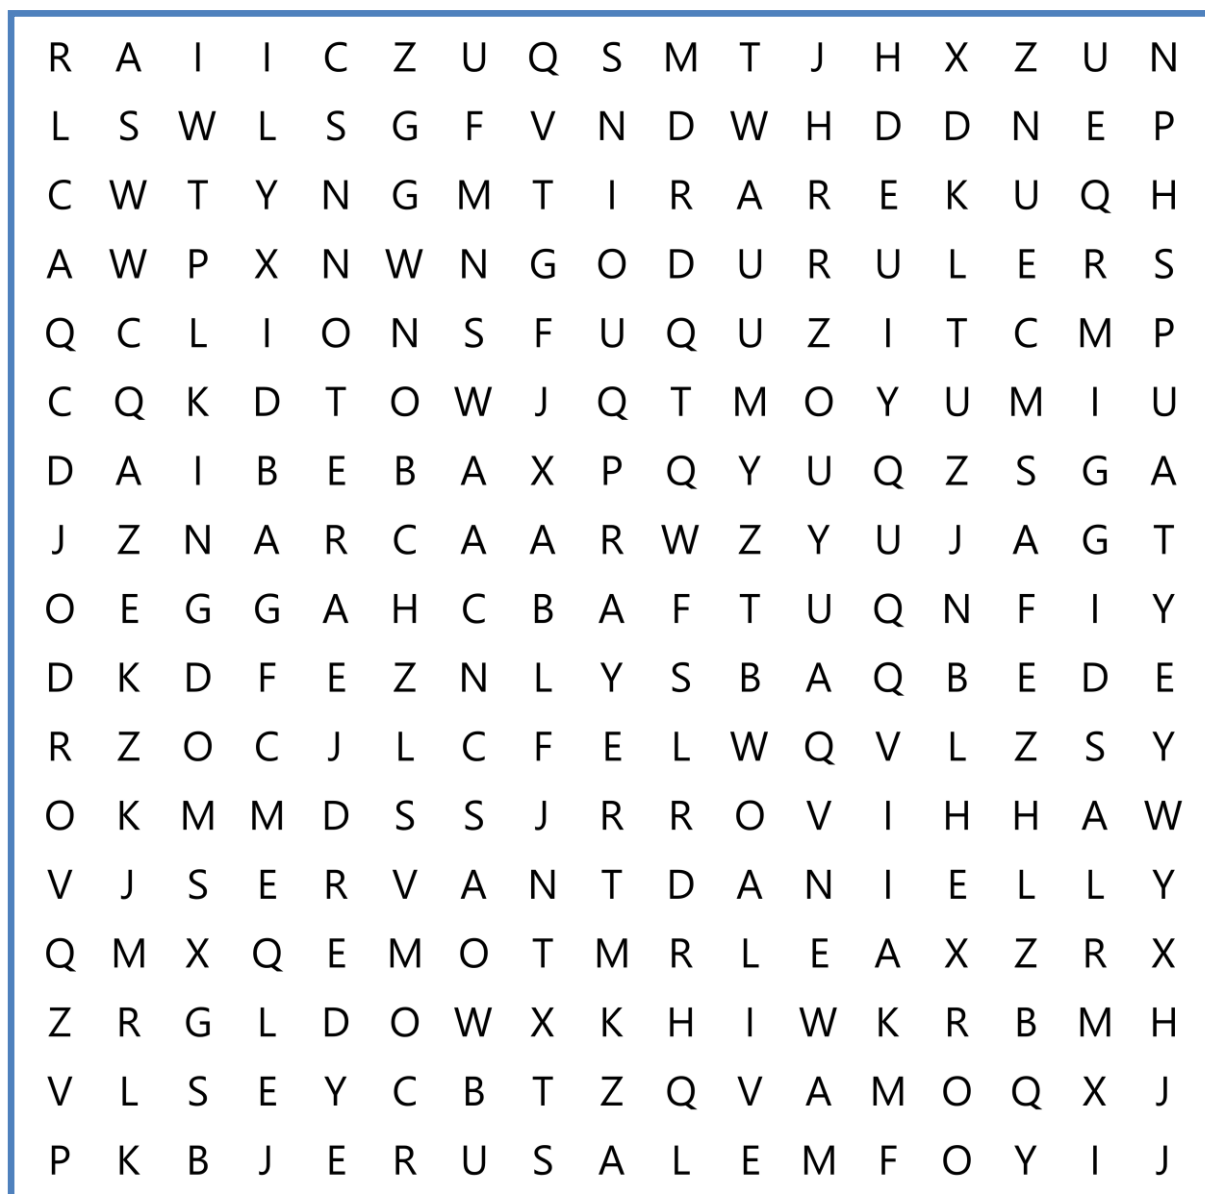 R A I I C Z U Q S M T J H X Z U N
L S W L S G F V N D W H D D N E P
C W T Y N G M T I R A R E K U Q H
A W P X N W N G O D U R U L E R S
Q C L I O N S F U Q U Z I T C M P
C Q K D T O W J Q T M O Y U M I U
D A I B E B A X P Q Y U Q Z S G A
J Z N A R C A A R W Z Y U J A G T
O E G G A H C B A F T U Q N F I Y
D K D F E Z N L Y S B A Q B E D E
R Z O C J L C F E L W Q V L Z S Y
O K M M D S S J R R O V I H H A W
V J S E R V A N T D A N I E L L Y
Q M X Q E M O T M R L E A X Z R X
Z R G L D O W X K H I W K R B M H
V L S E Y C B T Z Q V A M O Q X J
P K B J E R U S A L E M F O Y I J